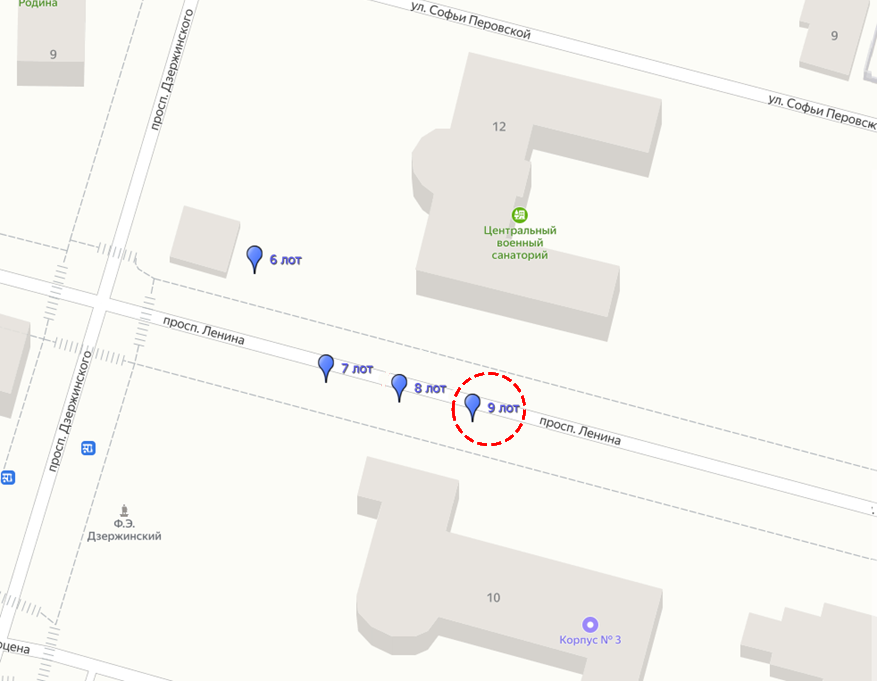 Родина
9
просп. Дзержинского
ул. Софьи Перовской
9
ул. Софьи Перовск
12
Центральный
военный
санаторий
6 лот
просп. Ленина
7 лот
8 лот
9 лот
просп. Ленина
просп. Дзержинского
Ф.Э.
Дзержинский
10
Корпус № 3
оцена